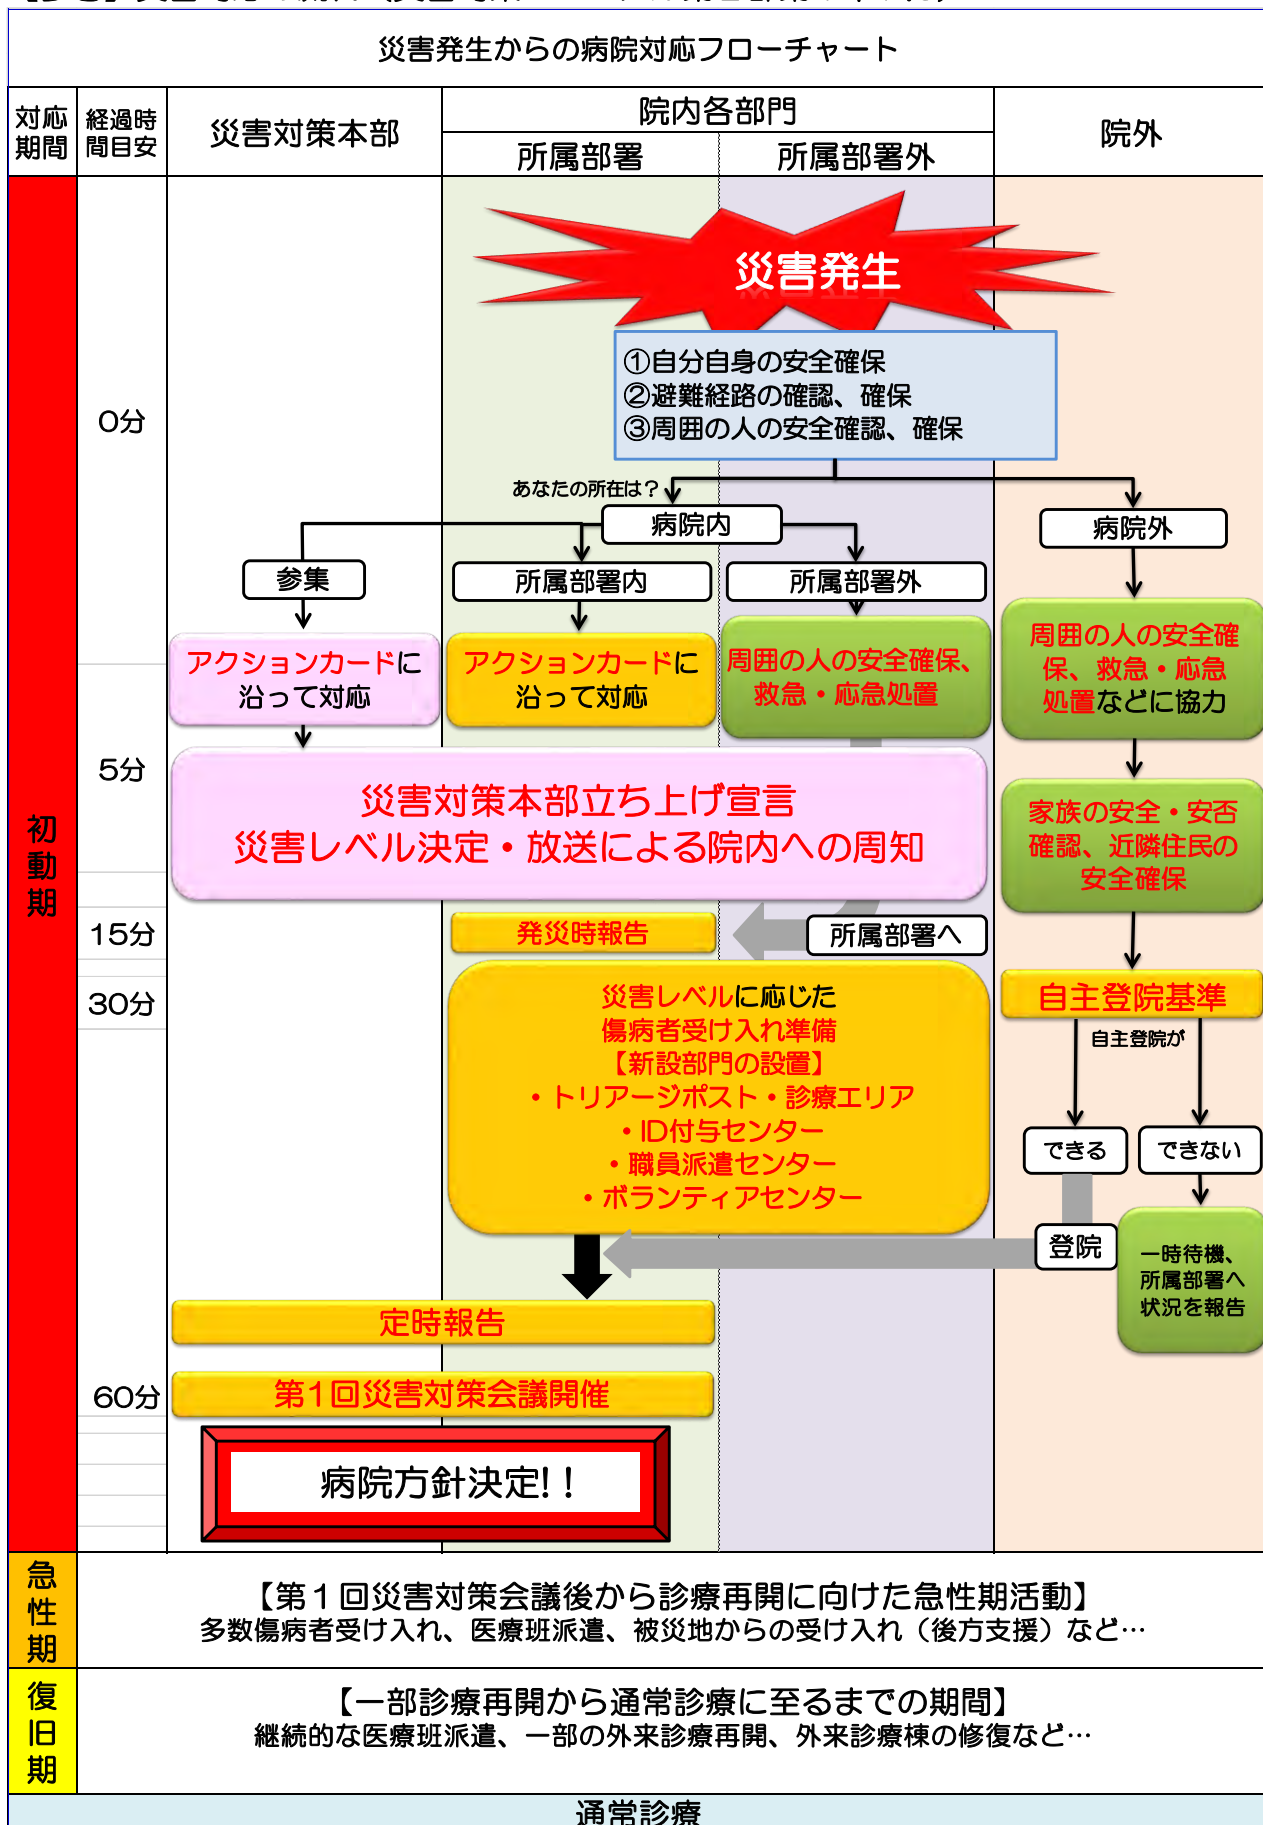 災害発生からの病院対応フローチャート
対応
期間
経過時
間目安
災害対策本部
院内各部門
所属部署
所属部署外
院外
初動期
0分
災害発生
①自分自身の安全確保
②避難経路の確認、確保
③周囲の人の安全確認、確保
あなたの所在は？
病院内
病院外
参集
所属部署内
所属部署外
アクションカードに
沿って対応
アクションカードに
沿って対応
周囲の人の安全確保、
救急・応急処置
周囲の人の安全確
保、救急・応急
処置などに協力
5分
災害対策本部立ち上げ宣言
災害レベル決定・放送による院内への周知
家族の安全・安否
確認、近隣住民の
安全確保
15分
発災時報告
所属部署へ
30分
災害レベルに応じた
傷病者受け入れ準備
【新設部門の設置】
・トリアージポスト・診療エリア
・ID付与センター
・職員派遣センター
・ボランティアセンター
自主登院基準
自主登院が
できる
できない
登院
一時待機、
所属部署へ
状況を報告
定時報告
60分
第１回災害対策会議開催
病院方針決定!！
急性期
【第１回災害対策会議後から診療再開に向けた急性期活動】
多数傷病者受け入れ、医療班派遣、被災地からの受け入れ（後方支援）など…
復旧期
【一部診療再開から通常診療に至るまでの期間】
継続的な医療班派遣、一部の外来診療再開、外来診療棟の修復など…
通常診療